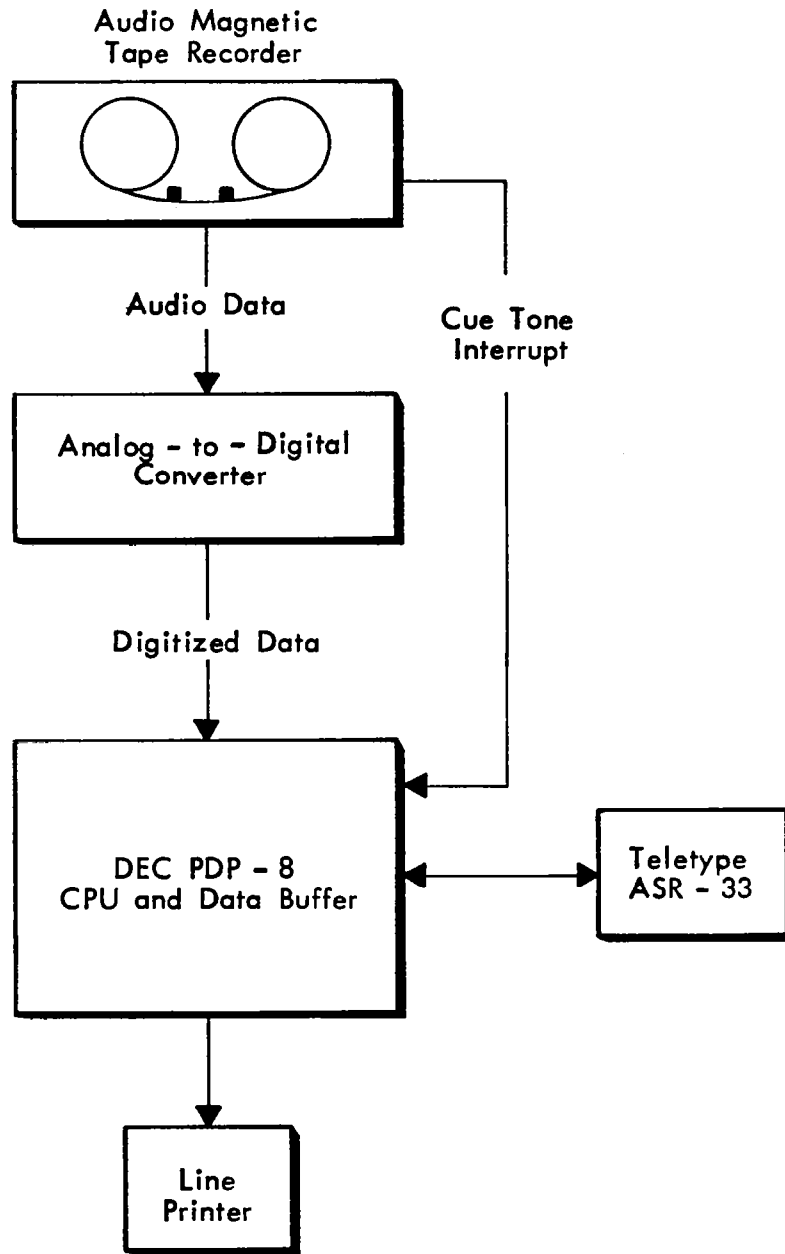 Audio Magnetic
Tape Recorder
Audio Data
Cue Tone
Interrupt
Analog - to - Digital
Converter
Digitized Data
DEC PDP - 8
CPU and Data Buffer
Teletype
ASR - 33
Line
Printer